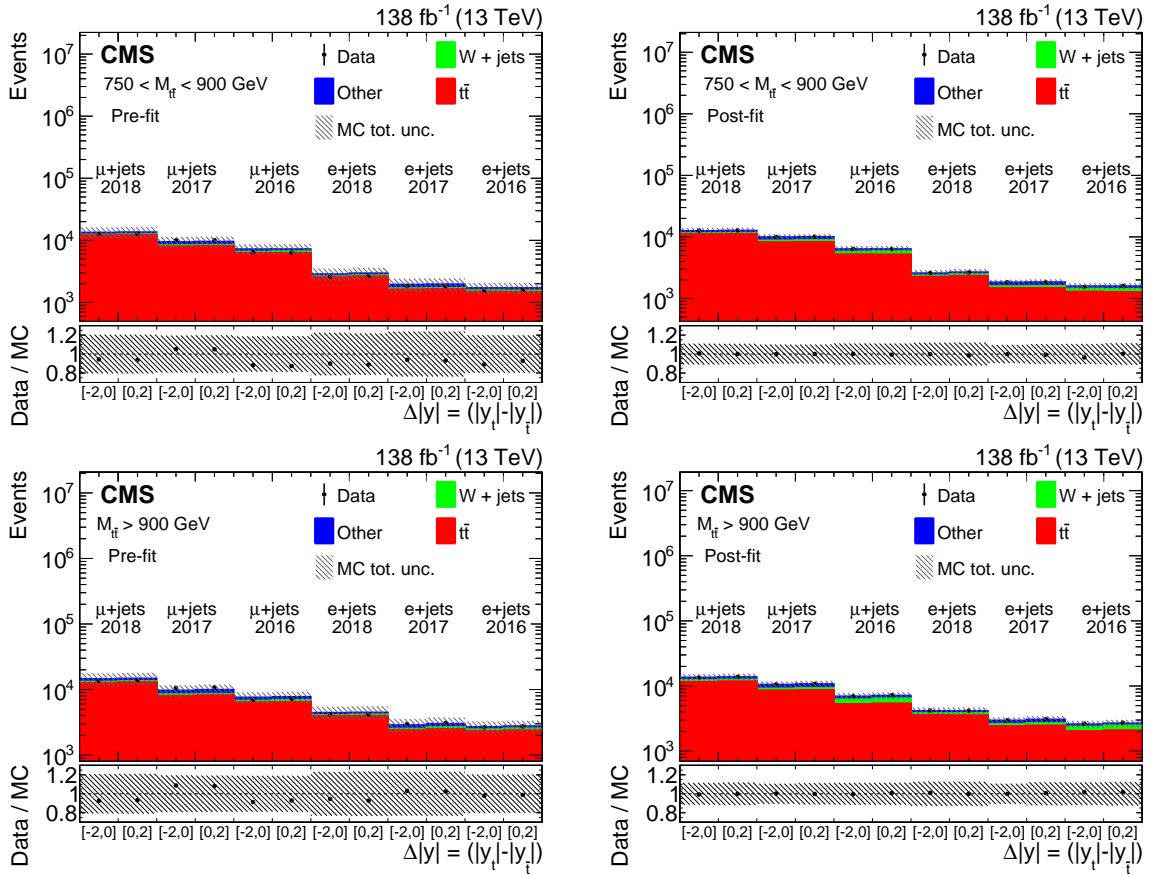 138 fb⁻¹ (13 TeV)
Events
10⁷
10⁶
10⁵
10⁴
10³
CMS
750 < M_tt̄ < 900 GeV
Pre-fit
Data
W + jets
Other
tt̄
MC tot. unc.
μ+jets μ+jets μ+jets e+jets e+jets e+jets
2018 2017 2016 2018 2017 2016
Data / MC
1.2
1
0.8
[-2,0] [0,2] [-2,0] [0,2] [-2,0] [0,2] [-2,0] [0,2] [-2,0] [0,2] [-2,0] [0,2]
Δ|y| = (|y_t|-|y_t̄|)
138 fb⁻¹ (13 TeV)
Events
10⁷
10⁶
10⁵
10⁴
10³
CMS
750 < M_tt̄ < 900 GeV
Post-fit
Data
W + jets
Other
tt̄
MC tot. unc.
μ+jets μ+jets μ+jets e+jets e+jets e+jets
2018 2017 2016 2018 2017 2016
Data / MC
1.2
1
0.8
[-2,0] [0,2] [-2,0] [0,2] [-2,0] [0,2] [-2,0] [0,2] [-2,0] [0,2] [-2,0] [0,2]
Δ|y| = (|y_t|-|y_t̄|)
138 fb⁻¹ (13 TeV)
Events
10⁷
10⁶
10⁵
10⁴
10³
CMS
M_tt̄ > 900 GeV
Pre-fit
Data
W + jets
Other
tt̄
MC tot. unc.
μ+jets μ+jets μ+jets e+jets e+jets e+jets
2018 2017 2016 2018 2017 2016
Data / MC
1.2
1
0.8
[-2,0] [0,2] [-2,0] [0,2] [-2,0] [0,2] [-2,0] [0,2] [-2,0] [0,2] [-2,0] [0,2]
Δ|y| = (|y_t|-|y_t̄|)
138 fb⁻¹ (13 TeV)
Events
10⁷
10⁶
10⁵
10⁴
10³
CMS
M_tt̄ > 900 GeV
Post-fit
Data
W + jets
Other
tt̄
MC tot. unc.
μ+jets μ+jets μ+jets e+jets e+jets e+jets
2018 2017 2016 2018 2017 2016
Data / MC
1.2
1
0.8
[-2,0] [0,2] [-2,0] [0,2] [-2,0] [0,2] [-2,0] [0,2] [-2,0] [0,2] [-2,0] [0,2]
Δ|y| = (|y_t|-|y_t̄|)